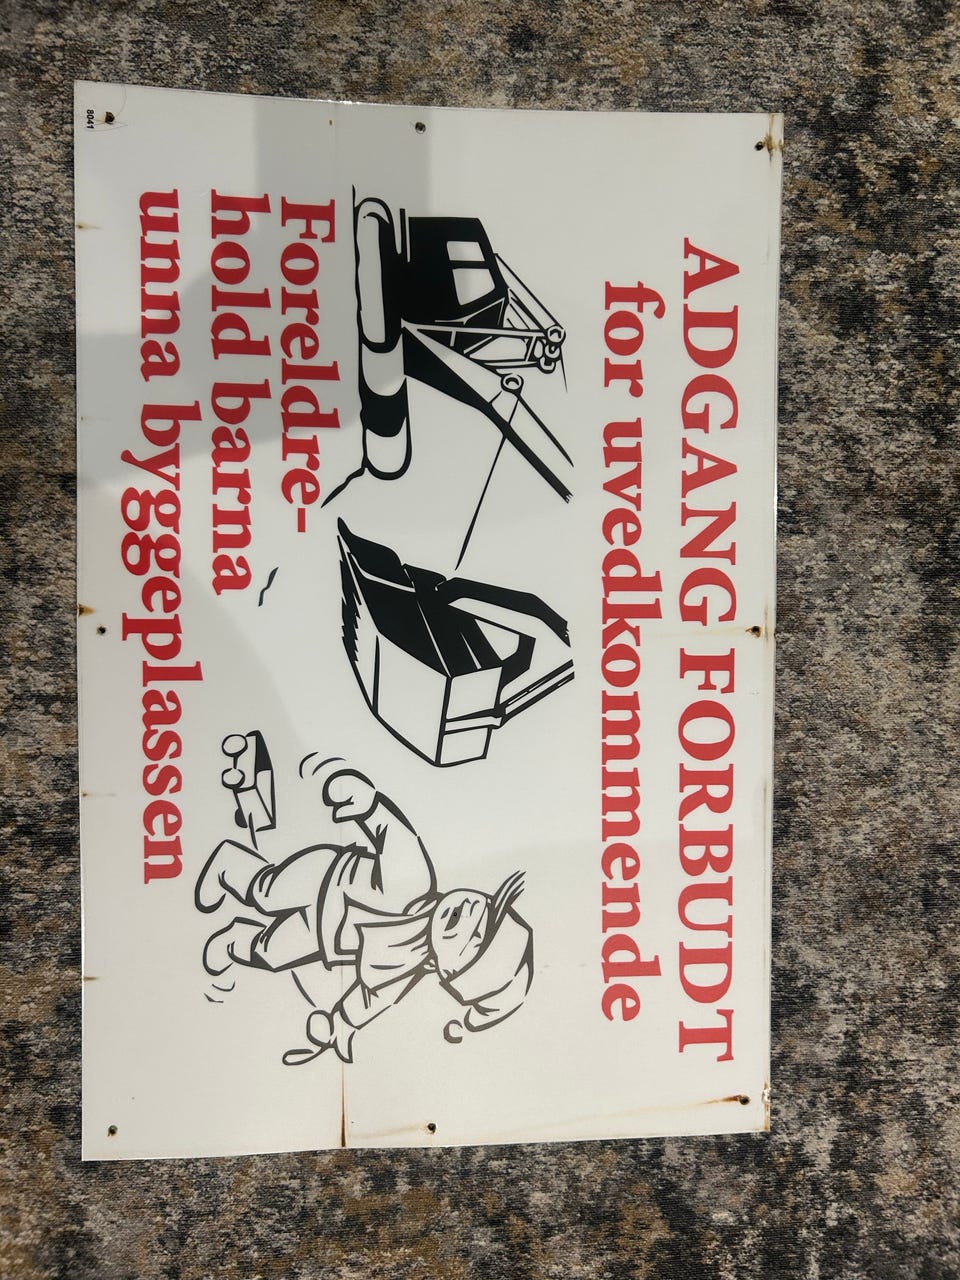 ADGANG FORBUDT
for uvedkommende
Foreldre-
hold barna
unna byggeplassen
8041